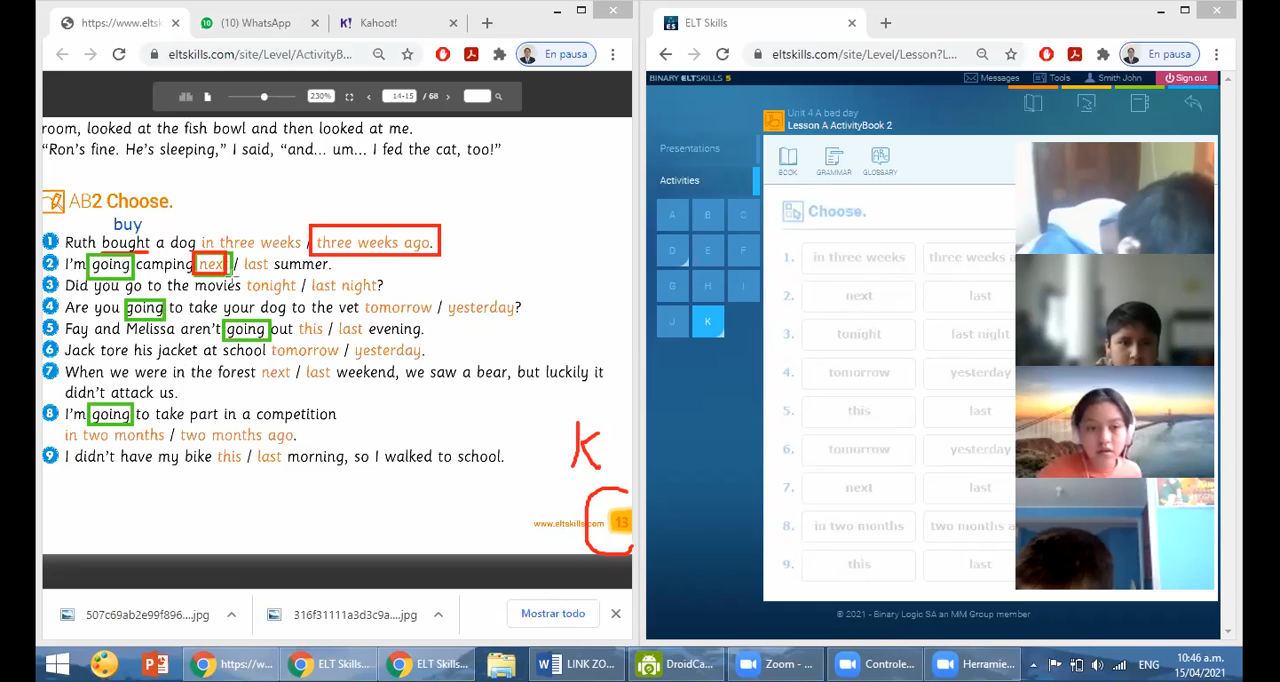 https://www.eltsk
(10) WhatsApp
Kahoot!
ELT Skills
eltskills.com/site/Level/ActivityB...
En pausa
eltskills.com/site/Level/Lesson?L...
En pausa
BINARY ELTSKILLS 5
Messages
Tools
Smith John
Sign out
230%
14-15 / 68
room, looked at the fish bowl and then looked at me.
“Ron’s fine. He’s sleeping,” I said, “and... um... I fed the cat, too!”
AB2 Choose.
buy
1 Ruth bought a dog in three weeks / three weeks ago.
2 I’m going camping next / last summer.
3 Did you go to the movies tonight / last night?
4 Are you going to take your dog to the vet tomorrow / yesterday?
5 Fay and Melissa aren’t going out this / last evening.
6 Jack tore his jacket at school tomorrow / yesterday.
7 When we were in the forest next / last weekend, we saw a bear, but luckily it
didn’t attack us.
8 I’m going to take part in a competition
in two months / two months ago.
9 I didn’t have my bike this / last morning, so I walked to school.
K
www.eltskills.com 13
Unit 4 A bad day
Lesson A ActivityBook 2
Presentations
Activities
A B C
D E F
G H I
J K
BOOK GRAMMAR GLOSSARY
Choose.
1. in three weeks three weeks a
2. next last
3. tonight last night
4. tomorrow yesterday
5. this last
6. tomorrow yesterday
7. next last
8. in two months two months a
9. this last
© 2021 - Binary Logic SA an MM Group member
507c69ab2e99f896....jpg
316f31111a3d3c9a....jpg
Mostrar todo
https://w...
ELT Skills...
ELT Skills...
LINK ZO...
DroidCa...
Zoom - ...
Controle...
Herramie...
ENG
10:46 a.m.
15/04/2021